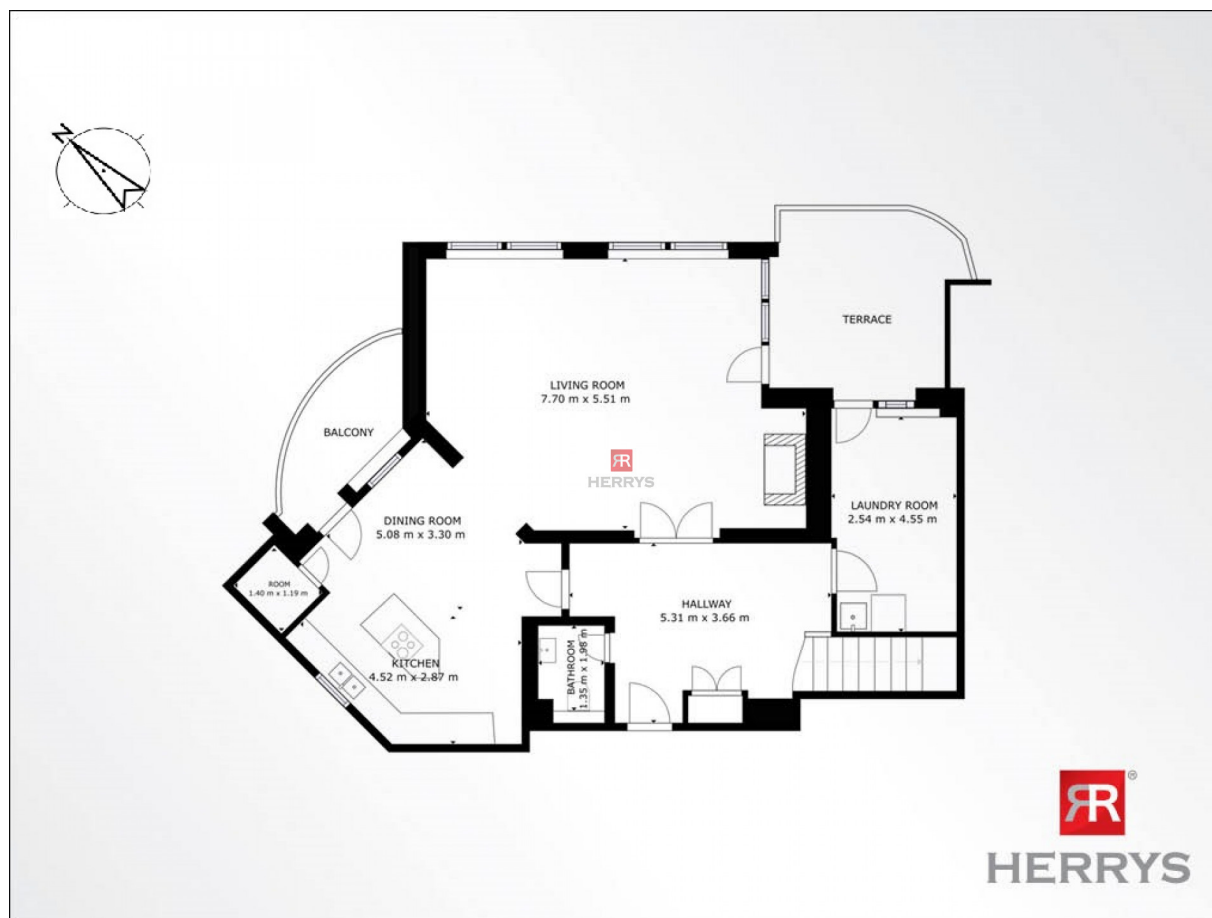 N
TERRACE
LIVING ROOM
7.70 m x 5.51 m
BALCONY
RR
HERRYS
LAUNDRY ROOM
2.54 m x 4.55 m
DINING ROOM
5.08 m x 3.30 m
ROOM
1.40 m x 1.19 m
HALLWAY
5.31 m x 3.66 m
KITCHEN
4.52 m x 2.87 m
BATHROOM
1.35 m x 1.98 m
RR ®
HERRYS